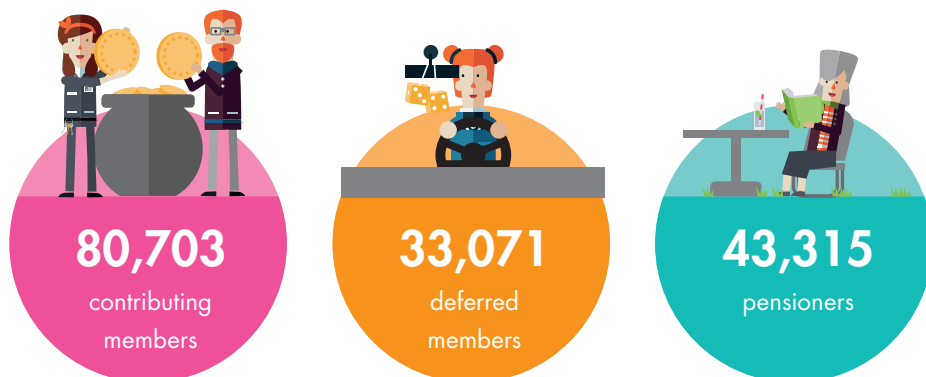 80,703
contributing
members
33,071
deferred
members
43,315
pensioners